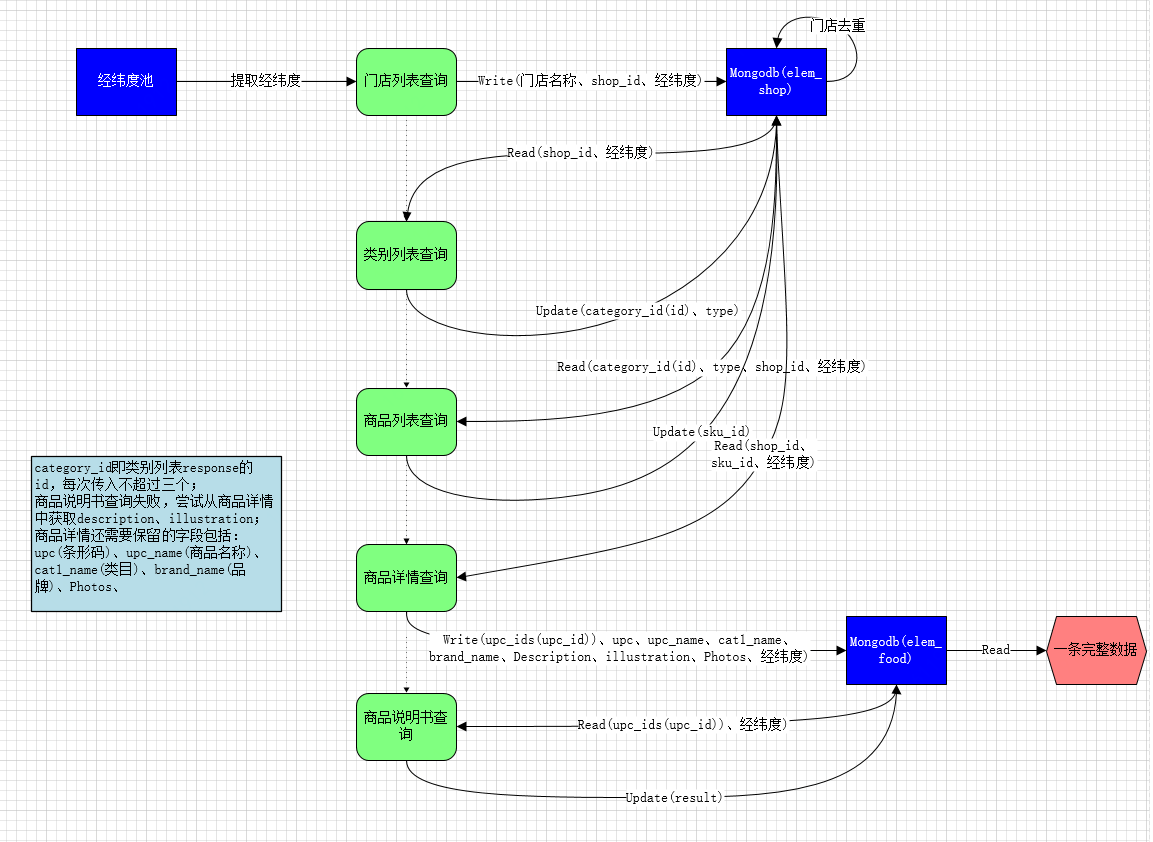 门店去重
经纬度池
提取经纬度
门店列表查询
Write(门店名称、shop_id、经纬度)
Mongodb(elem_
shop)
Read(shop_id、经纬度)
类别列表查询
Update(category_id(id)、type)
Read(category_id(id)、type、shop_id、经纬度)
商品列表查询
Update(sku_id)
Read(shop_id、
sku_id、经纬度)
category_id即类别列表response的
id，每次传入不超过三个；
商品说明书查询失败，尝试从商品详情
中获取description、illustration；
商品详情还需要保留的字段包括：
upc(条形码)、upc_name(商品名称)、
cat1_name(类目)、brand_name(品
牌)、Photos、
商品详情查询
Write(upc_ids(upc_id))、upc、upc_name、cat1_name、
brand_name、Description、illustration、Photos、经纬度)
Mongodb(elem_
food)
Read
一条完整数据
商品说明书查
询
Read(upc_ids(upc_id))、经纬度)
Update(result)